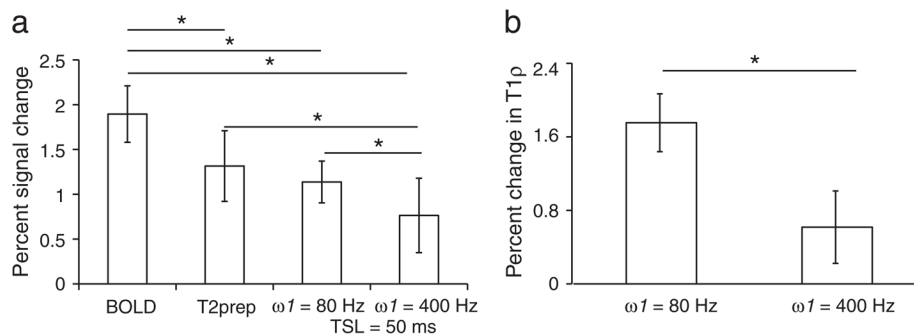 a
*
*
*
*
*
Percent signal change
2.5
2
1.5
1
0.5
0
BOLD
T2prep
ω1 = 80 Hz
ω1 = 400 Hz
TSL = 50 ms
b
*
Percent change in T1ρ
2.4
1.6
0.8
0
ω1 = 80 Hz
ω1 = 400 Hz